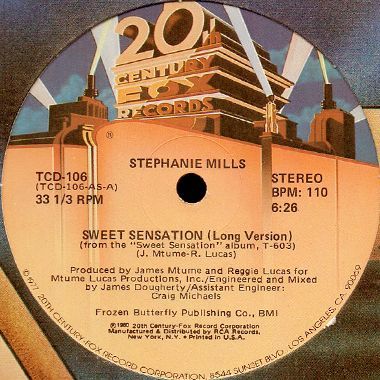 20th
CENTURY
FOX
RECORDS
®
STEPHANIE MILLS
TCD-106
(TCD-106-AS-A)
33 1/3 RPM
STEREO
BPM: 110
6:26
SWEET SENSATION (Long Version)
(from the "Sweet Sensation" album, T-603)
(J. Mtume-R. Lucas)
Produced by James Mtume and Reggie Lucas for
Mtume Lucas Productions, Inc./Engineered and Mixed
by James Dougherty/Assistant Engineer:
Craig Michaels
Frozen Butterfly Publishing Co., BMI
©1980 20th Century-Fox Record Corporation
Manufactured & Distributed by RCA Records,
New York, N.Y. • Printed in U.S.A.
©1977 20TH CENTURY-FOX RECORD CORPORATION, 8544 SUNSET BLVD., LOS ANGELES, CA. 90069